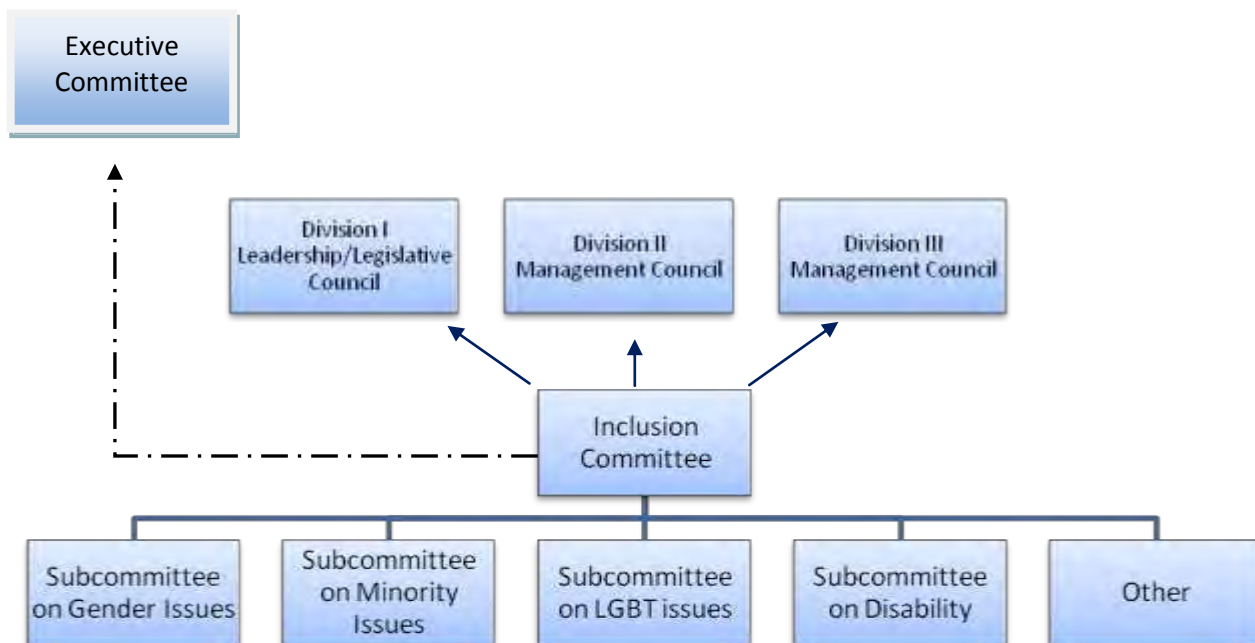 Executive
Committee
Division I
Leadership/Legislative
Council
Division II
Management Council
Division III
Management Council
Inclusion
Committee
Subcommittee
on Gender Issues
Subcommittee
on Minority
Issues
Subcommittee
on LGBT issues
Subcommittee
on Disability
Other